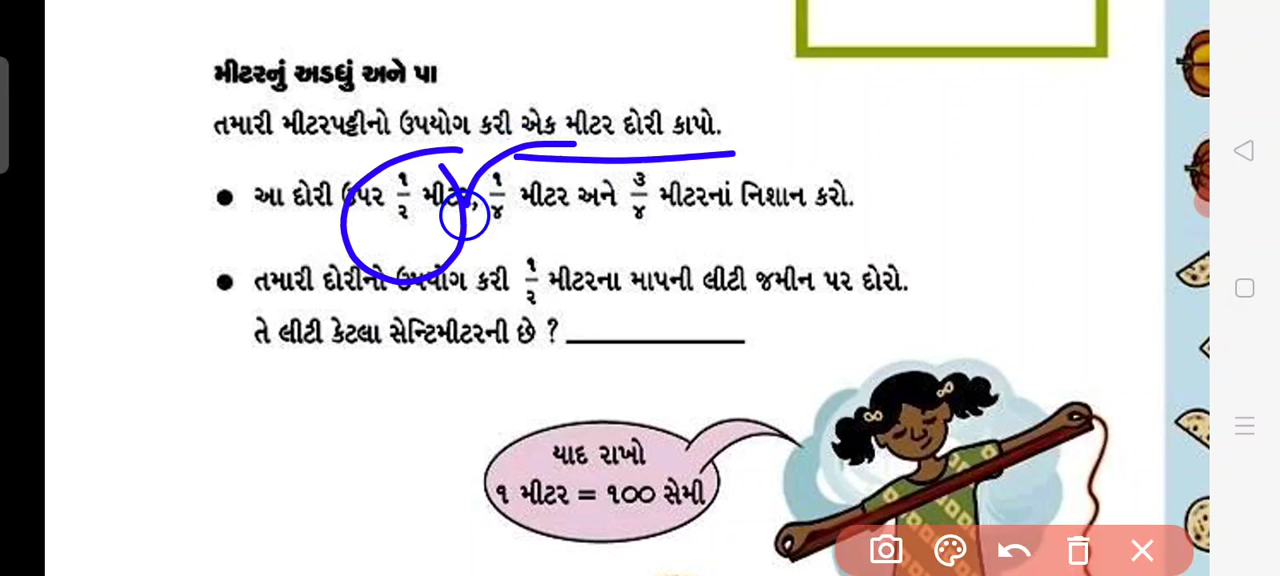 મીટરનું અડધું અને પા
તમારી મીટરપટ્ટીનો ઉપયોગ કરી એક મીટર દોરી કાપો.
● આ દોરી ઉપર ૧/૨ મીટર, ૧/૪ મીટર અને ૩/૪ મીટરનાં નિશાન કરો.
● તમારી દોરીનો ઉપયોગ કરી ૧/૨ મીટરના માપની લીટી જમીન પર દોરો.
તે લીટી કેટલા સેન્ટિમીટરની છે ?
યાદ રાખો
૧ મીટર = ૧૦૦ સેમી